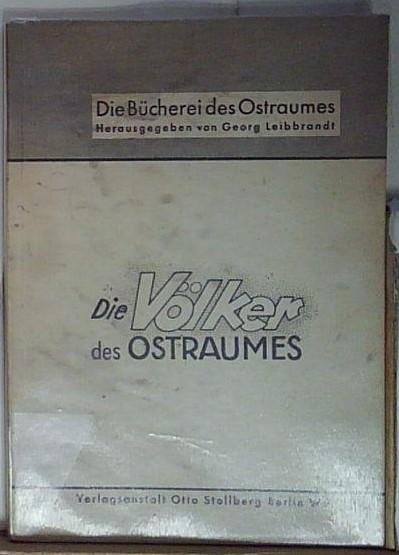 Die Bücherei des Ostraumes
Herausgegeben von Georg Leibbrandt
Die Völker
des OSTRAUMES
Verlagsanstalt Otto Stollberg Berlin W